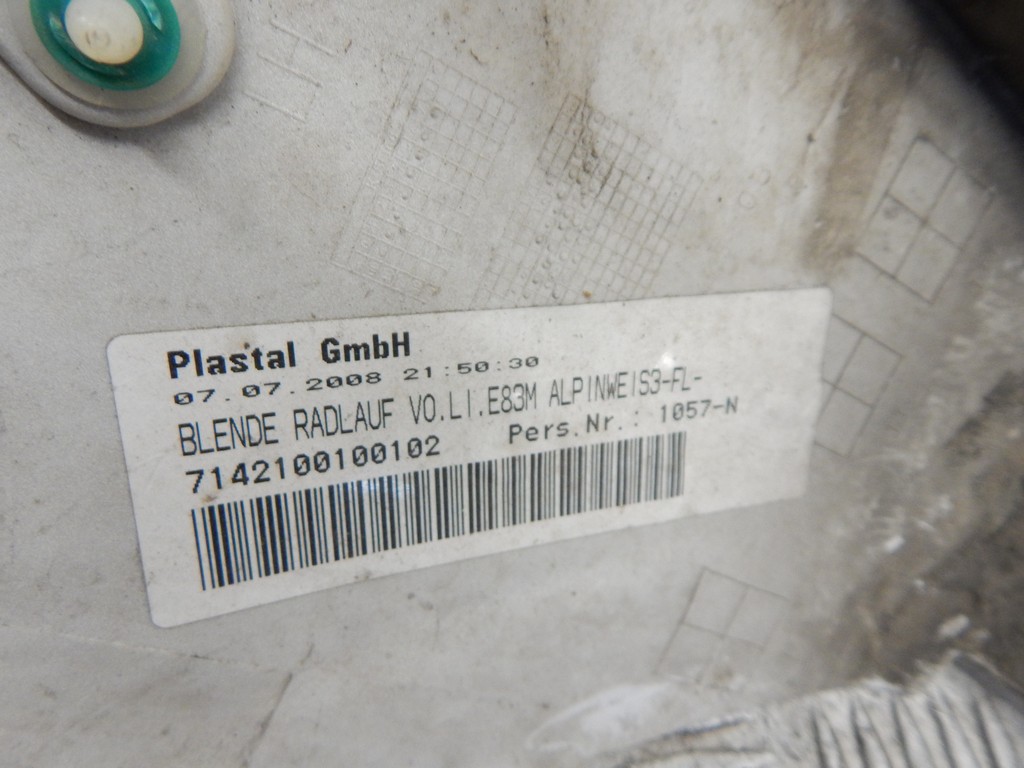 Plastal GmbH
07.07.2008 21:50:30
BLENDE RADLAUF VO.LI.E83M ALPINWEIS3-FL-
Pers.Nr.: 1057-N
7142100100102